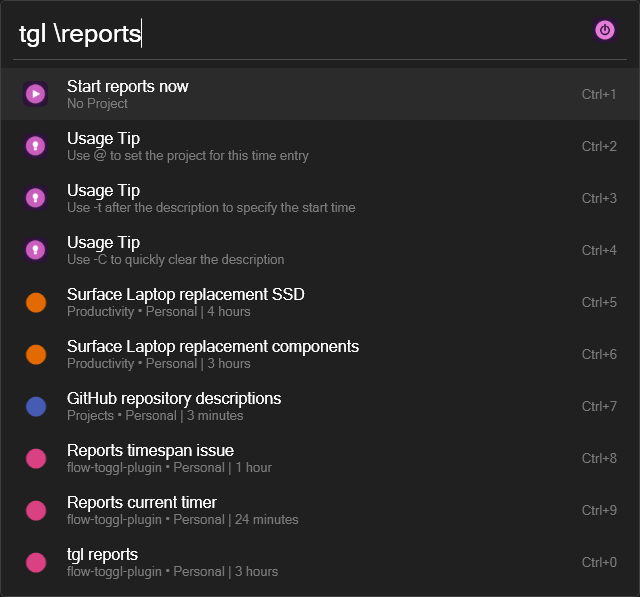 tgl \reports
Start reports now
No Project
Ctrl+1
Usage Tip
Use @ to set the project for this time entry
Ctrl+2
Usage Tip
Use -t after the description to specify the start time
Ctrl+3
Usage Tip
Use -C to quickly clear the description
Ctrl+4
Surface Laptop replacement SSD
Productivity • Personal | 4 hours
Ctrl+5
Surface Laptop replacement components
Productivity • Personal | 3 hours
Ctrl+6
GitHub repository descriptions
Projects • Personal | 3 minutes
Ctrl+7
Reports timespan issue
flow-toggl-plugin • Personal | 1 hour
Ctrl+8
Reports current timer
flow-toggl-plugin • Personal | 24 minutes
Ctrl+9
tgl reports
flow-toggl-plugin • Personal | 3 hours
Ctrl+0